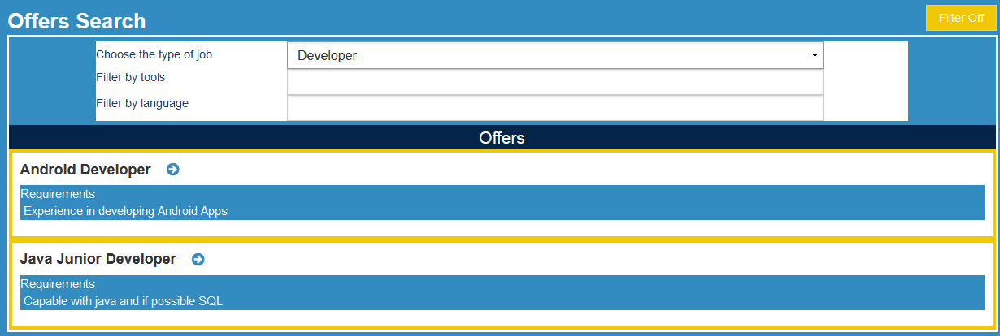 Offers Search
Filter Off
Choose the type of job
Developer
Filter by tools
Filter by language
Offers
Android Developer
Requirements
Experience in developing Android Apps
Java Junior Developer
Requirements
Capable with java and if possible SQL